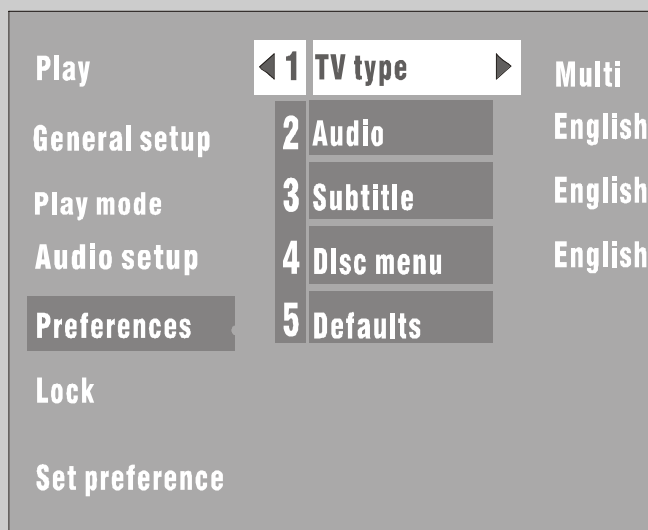 Play
General setup
Play mode
Audio setup
Preferences
Lock
Set preference
1 TV type
2 Audio
3 Subtitle
4 DIsc menu
5 Defaults
Multi
English
English
English